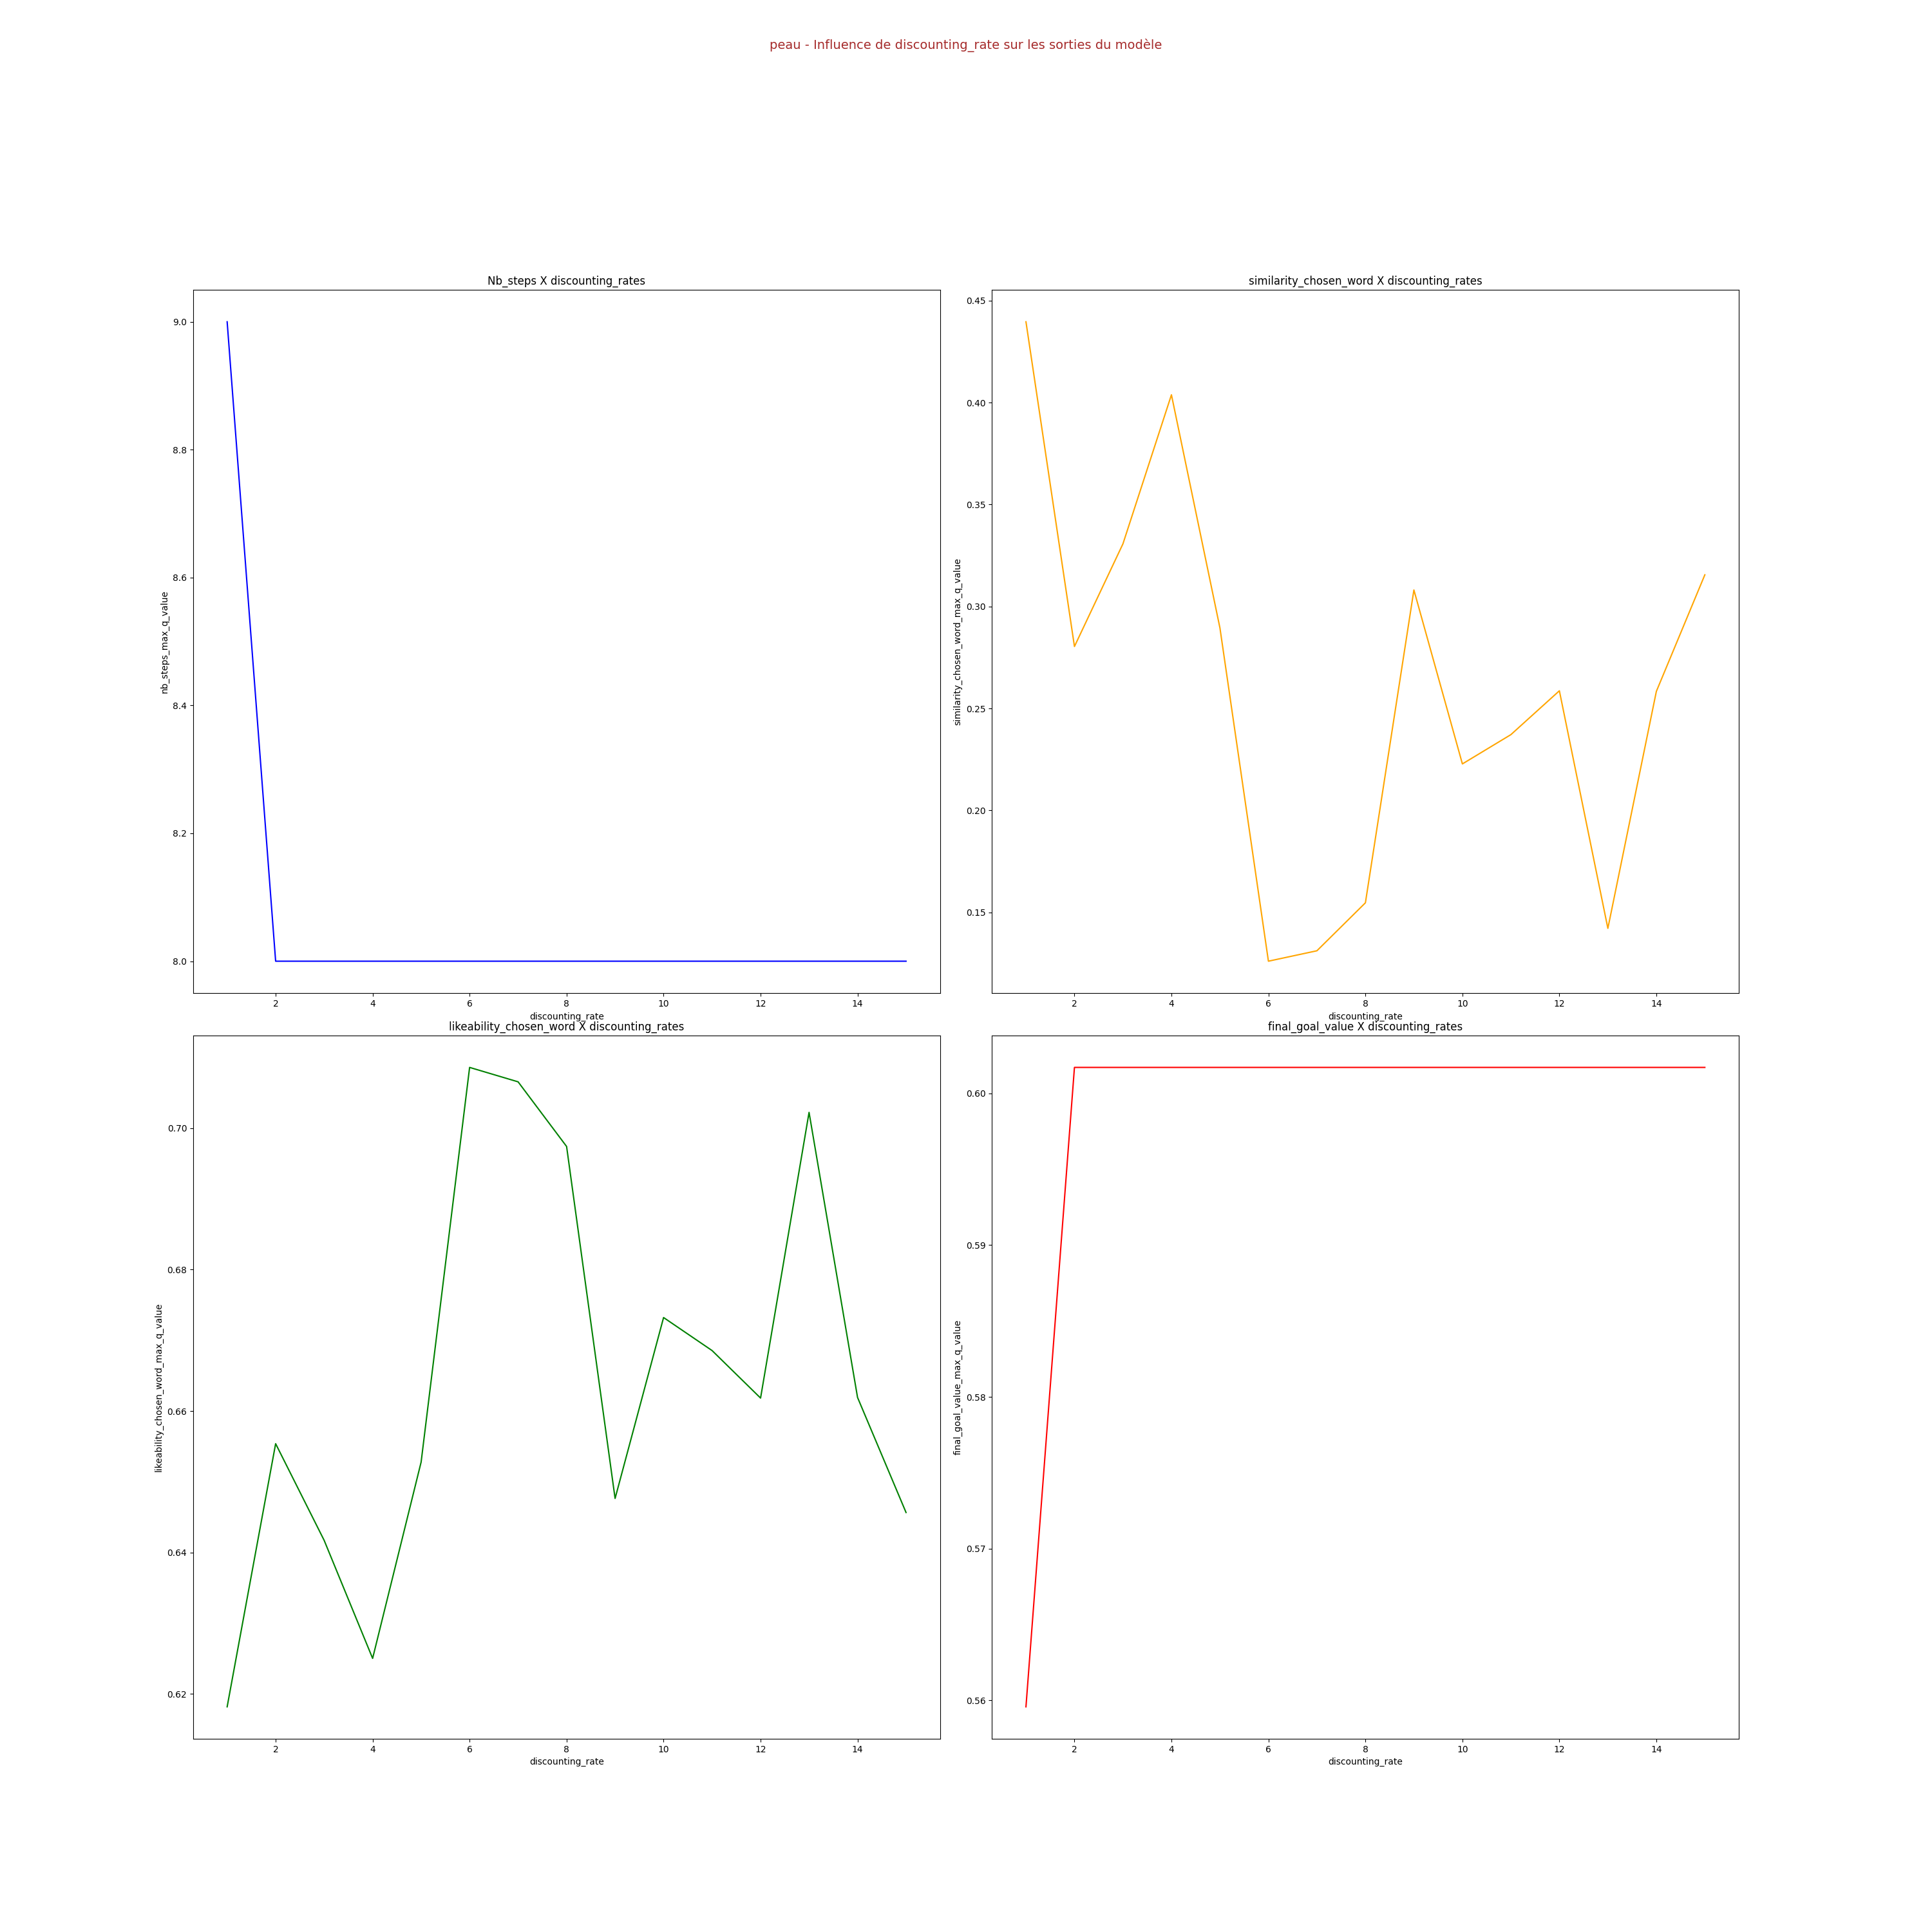 peau - Influence de discounting_rate sur les sorties du modèle
Nb_steps X discounting_rates
9.0
8.8
8.6
8.4
8.2
8.0
nb_steps_max_q_value
2 4 6 8 10 12 14
discounting_rate
similarity_chosen_word X discounting_rates
0.45
0.40
0.35
0.30
0.25
0.20
0.15
similarity_chosen_word_max_q_value
2 4 6 8 10 12 14
discounting_rate
likeability_chosen_word X discounting_rates
0.70
0.68
0.66
0.64
0.62
likeability_chosen_word_max_q_value
2 4 6 8 10 12 14
discounting_rate
final_goal_value X discounting_rates
0.60
0.59
0.58
0.57
0.56
final_goal_value_max_q_value
2 4 6 8 10 12 14
discounting_rate